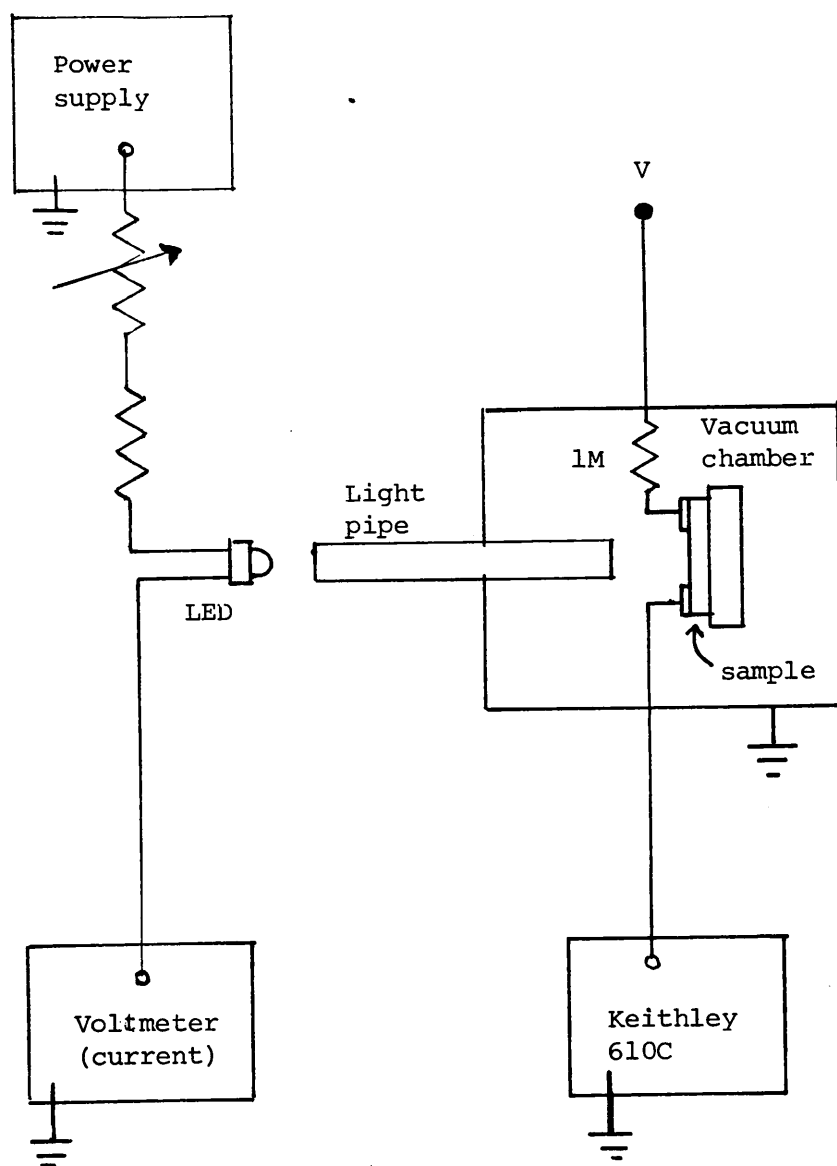 Power
supply
V
1M
Vacuum
chamber
Light
pipe
LED
sample
Voltmeter
(current)
Keithley
610C